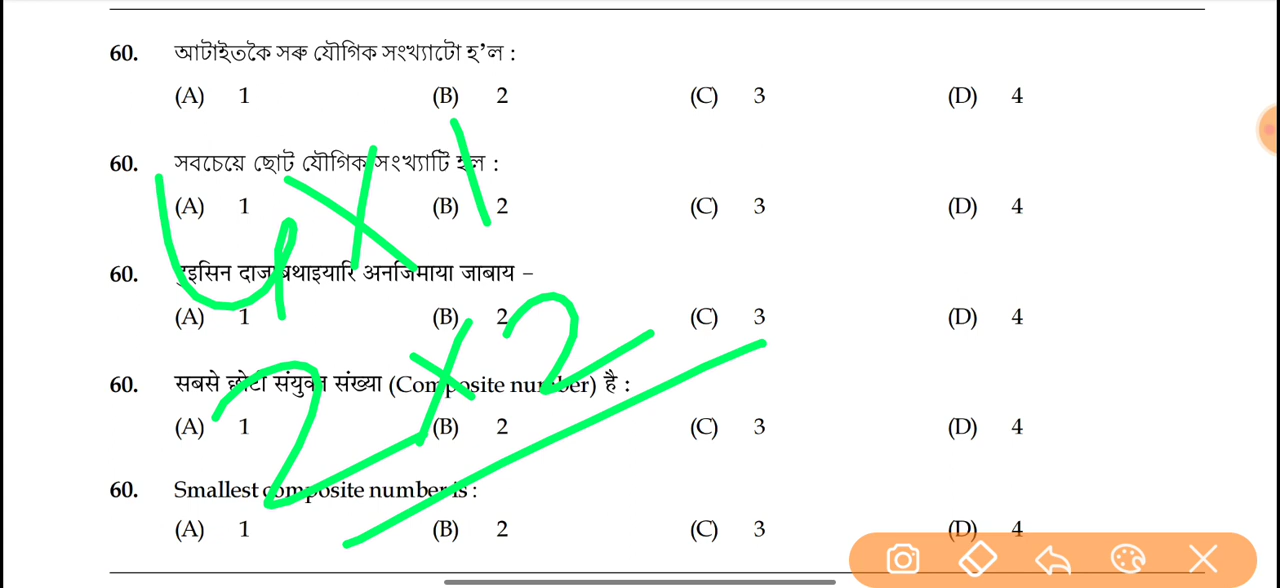 60. আটাইতকৈ সৰু যৌগিক সংখ্যাটো হ’ল :
(A) 1 (B) 2 (C) 3 (D) 4
60. সবচেয়ে ছোট যৌগিক সংখ্যাটি হল :
(A) 1 (B) 2 (C) 3 (D) 4
60. अनजिमाया जाबाय –
(A) 1 (B) 2 (C) 3 (D) 4
60. सबसे छोटी संयुक्त संख्या (Composite number) है :
(A) 1 (B) 2 (C) 3 (D) 4
60. Smallest composite number is :
(A) 1 (B) 2 (C) 3 (D) 4
4 × 1
2 × 2